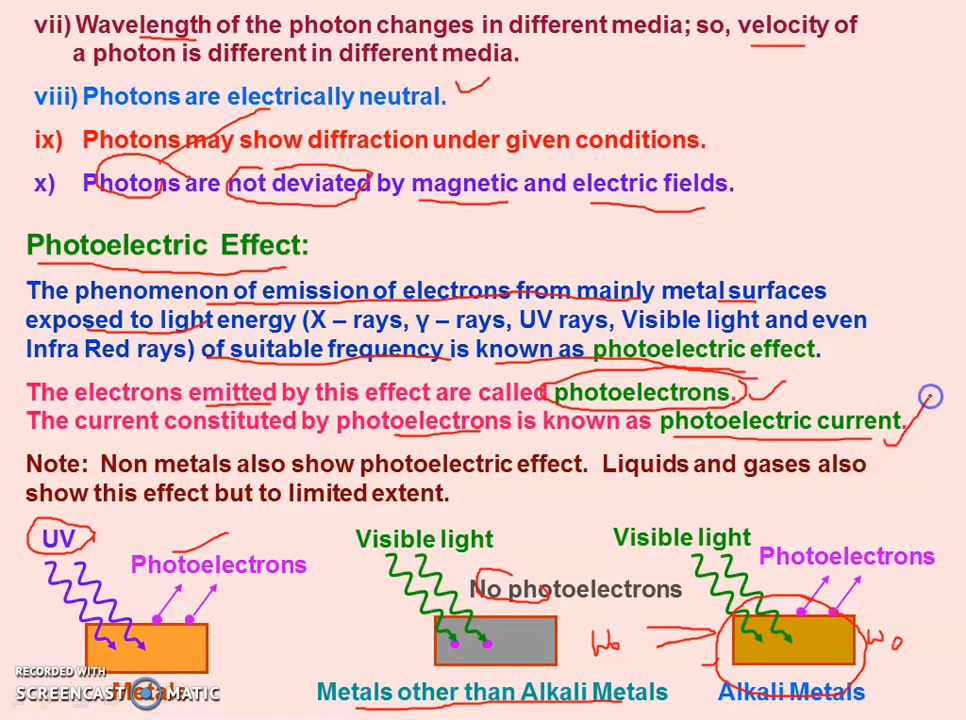 vii) Wavelength of the photon changes in different media; so, velocity of
a photon is different in different media.
viii) Photons are electrically neutral.
ix) Photons may show diffraction under given conditions.
x) Photons are not deviated by magnetic and electric fields.
Photoelectric Effect:
The phenomenon of emission of electrons from mainly metal surfaces
exposed to light energy (X – rays, γ – rays, UV rays, Visible light and even
Infra Red rays) of suitable frequency is known as photoelectric effect.
The electrons emitted by this effect are called photoelectrons.
The current constituted by photoelectrons is known as photoelectric current.
Note: Non metals also show photoelectric effect. Liquids and gases also
show this effect but to limited extent.
UV
Photoelectrons
Visible light
No photoelectrons
Visible light
Photoelectrons
W₀
W₀
Metal
Metals other than Alkali Metals
Alkali Metals
RECORDED WITH
SCREENCAST MATIC